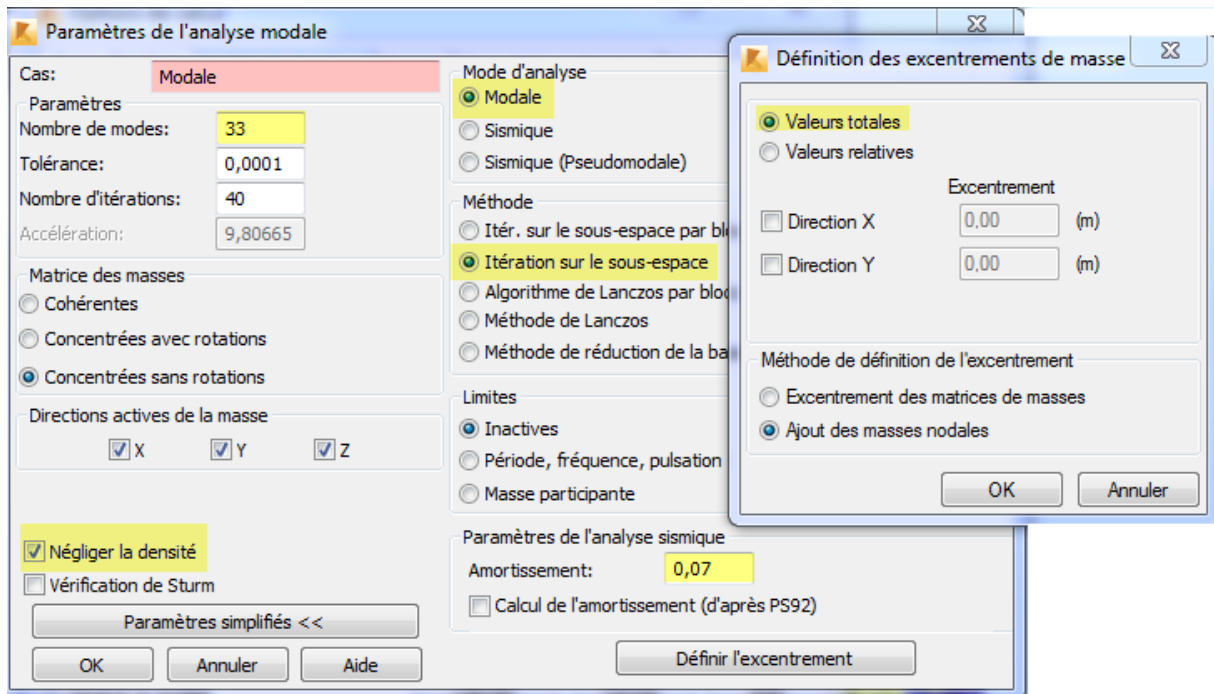 Paramètres de l'analyse modale
Cas: Modale
Paramètres
Nombre de modes: 33
Tolérance: 0,0001
Nombre d'itérations: 40
Accélération: 9,80665
Matrice des masses
Cohérentes
Concentrées avec rotations
Concentrées sans rotations
Directions actives de la masse
X Y Z
Négliger la densité
Vérification de Sturm
Paramètres simplifiés <<
OK Annuler Aide
Mode d'analyse
Modale
Sismique
Sismique (Pseudomodale)
Méthode
Itér. sur le sous-espace par
Itération sur le sous-espace
Algorithme de Lanczos par
Méthode de Lanczos
Méthode de réduction de la
Limites
Inactives
Période, fréquence, pulsation
Masse participante
Paramètres de l'analyse sismique
Amortissement: 0,07
Calcul de l'amortissement (d'après PS92)
Définir l'excentrement
Définition des excentrements de masse
Valeurs totales
Valeurs relatives
Excentrement
Direction X 0,00 (m)
Direction Y 0,00 (m)
Méthode de définition de l'excentrement
Excentrement des matrices de masses
Ajout des masses nodales
OK Annuler